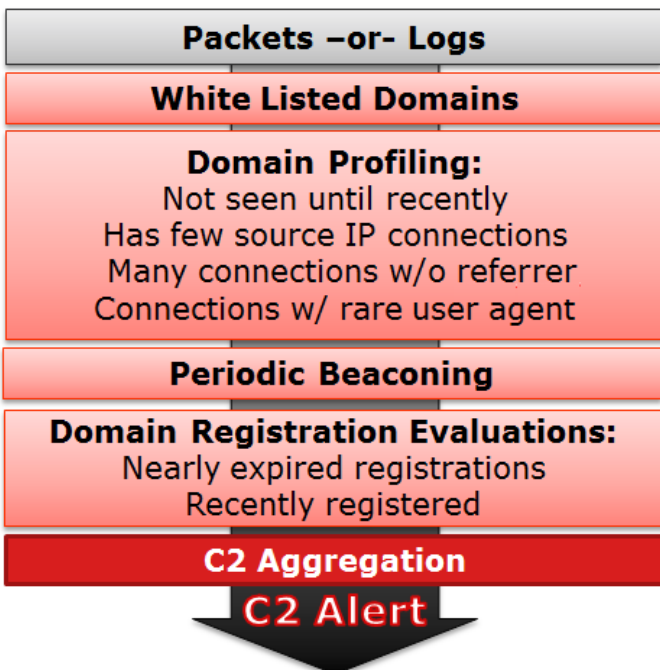 Packets –or- Logs
White Listed Domains
Domain Profiling:
Not seen until recently
Has few source IP connections
Many connections w/o referrer
Connections w/ rare user agent
Periodic Beaconing
Domain Registration Evaluations:
Nearly expired registrations
Recently registered
C2 Aggregation
C2 Alert